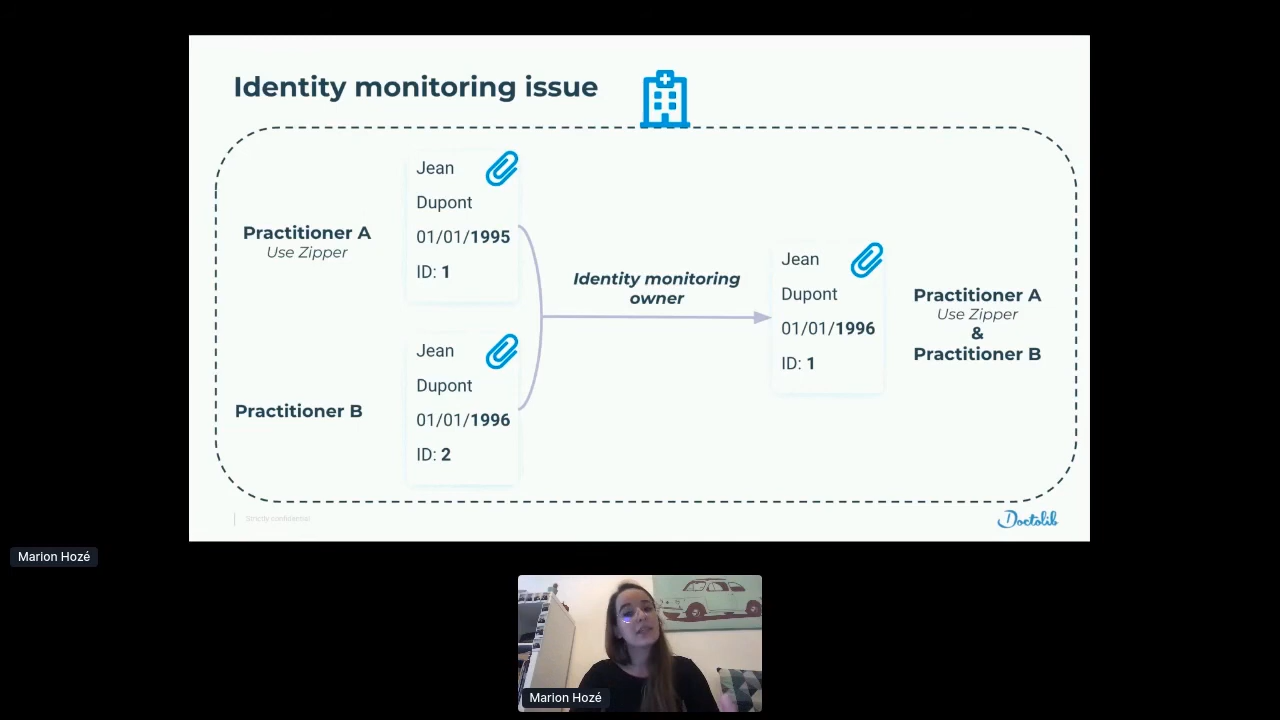 Identity monitoring issue
Jean
Dupont
01/01/1995
ID: 1
Practitioner A
Use Zipper
Jean
Dupont
01/01/1996
ID: 2
Practitioner B
Identity monitoring
owner
Jean
Dupont
01/01/1996
ID: 1
Practitioner A
Use Zipper
&
Practitioner B
Strictly confidential
Doctolib
Marion Hozé
Marion Hozé